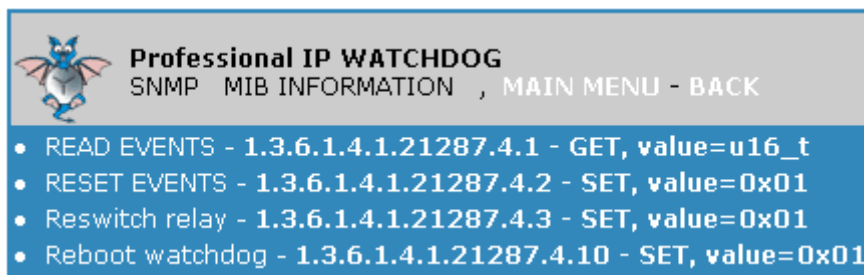 Professional IP WATCHDOG
SNMP MIB INFORMATION , MAIN MENU - BACK
• READ EVENTS - 1.3.6.1.4.1.21287.4.1 - GET, value=u16_t
• RESET EVENTS - 1.3.6.1.4.1.21287.4.2 - SET, value=0x01
• Reswitch relay - 1.3.6.1.4.1.21287.4.3 - SET, value=0x01
• Reboot watchdog - 1.3.6.1.4.1.21287.4.10 - SET, value=0x01